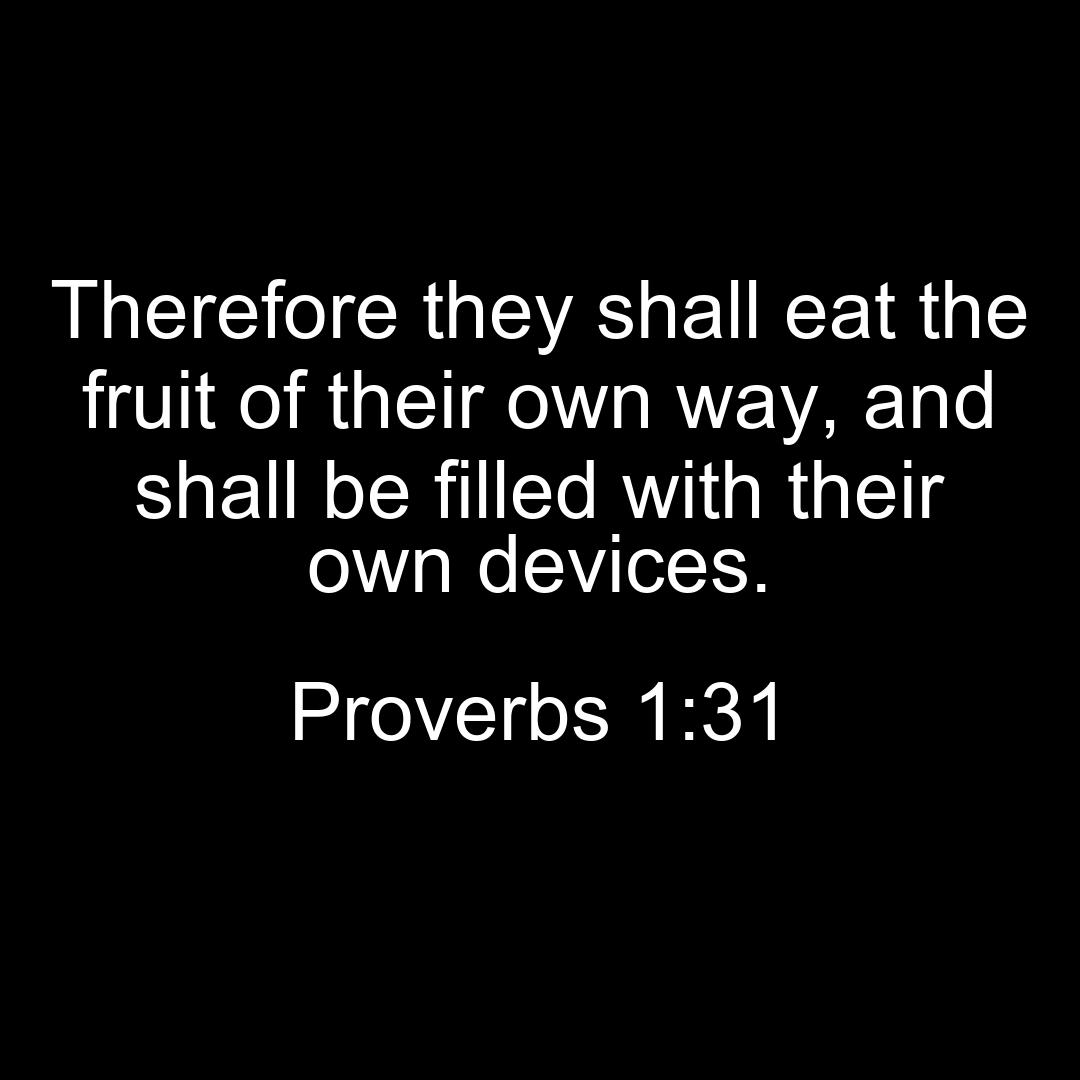 Therefore they shall eat the
fruit of their own way, and
shall be filled with their
own devices.
Proverbs 1:31